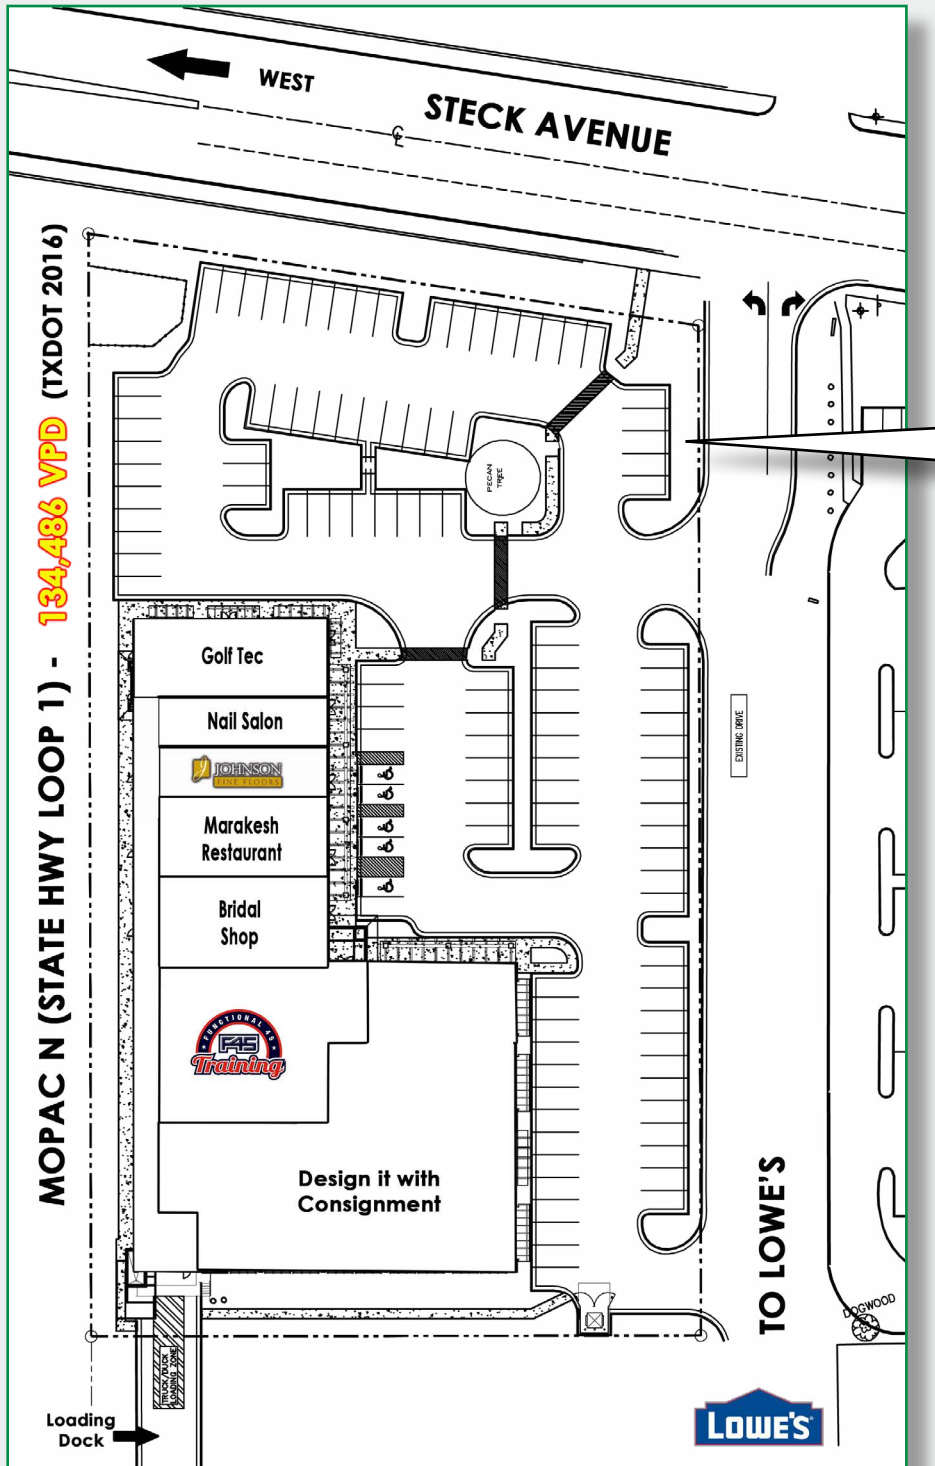 WEST
STECK AVENUE
MOPAC N (STATE HWY LOOP 1) - 134,486 VPD (TXDOT 2016)
PECAN
TREE
Golf Tec
Nail Salon
J JOHNSON
FINE FLOORS
Marakesh
Restaurant
Bridal
Shop
FUNCTIONAL 45
F45
Training
Design it with
Consignment
EXISTING DRIVE
TO LOWE'S
DOGWOOD
TRUCK/DUCK
LOADING ZONE
Loading
Dock
LOWE'S